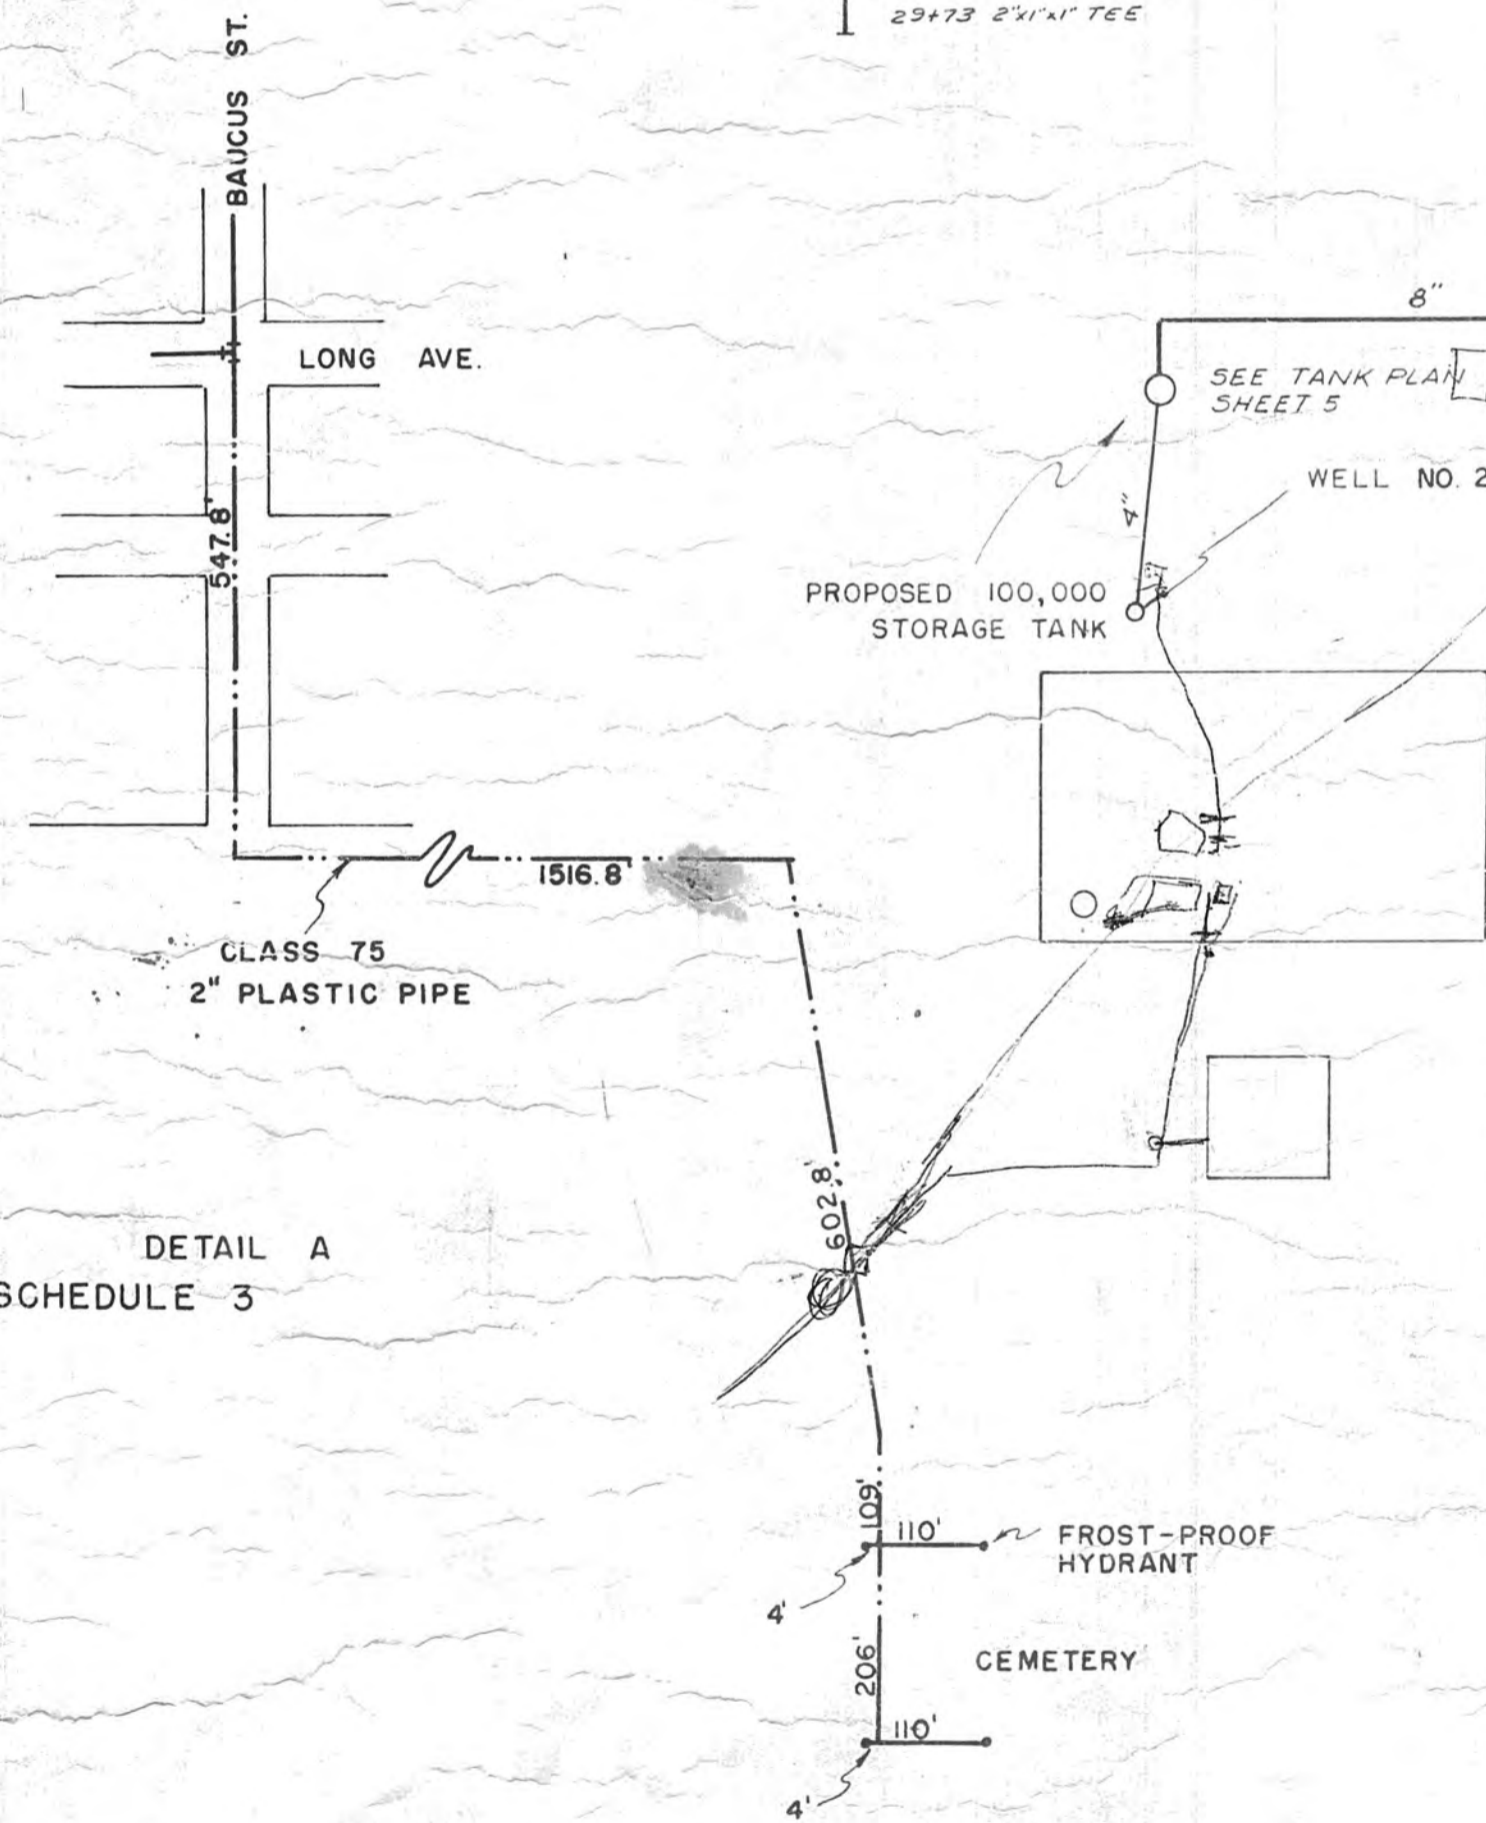 29+73 2"x1"x1" TEE
BAUCUS ST.
LONG AVE.
8"
SEE TANK PLAN
SHEET 5
WELL NO. 2
4"
547.8'
PROPOSED 100,000
STORAGE TANK
1516.8'
CLASS 75
2" PLASTIC PIPE
602.8'
DETAIL A
SCHEDULE 3
109'
110'
FROST-PROOF
HYDRANT
4'
206'
CEMETERY
110'
4'